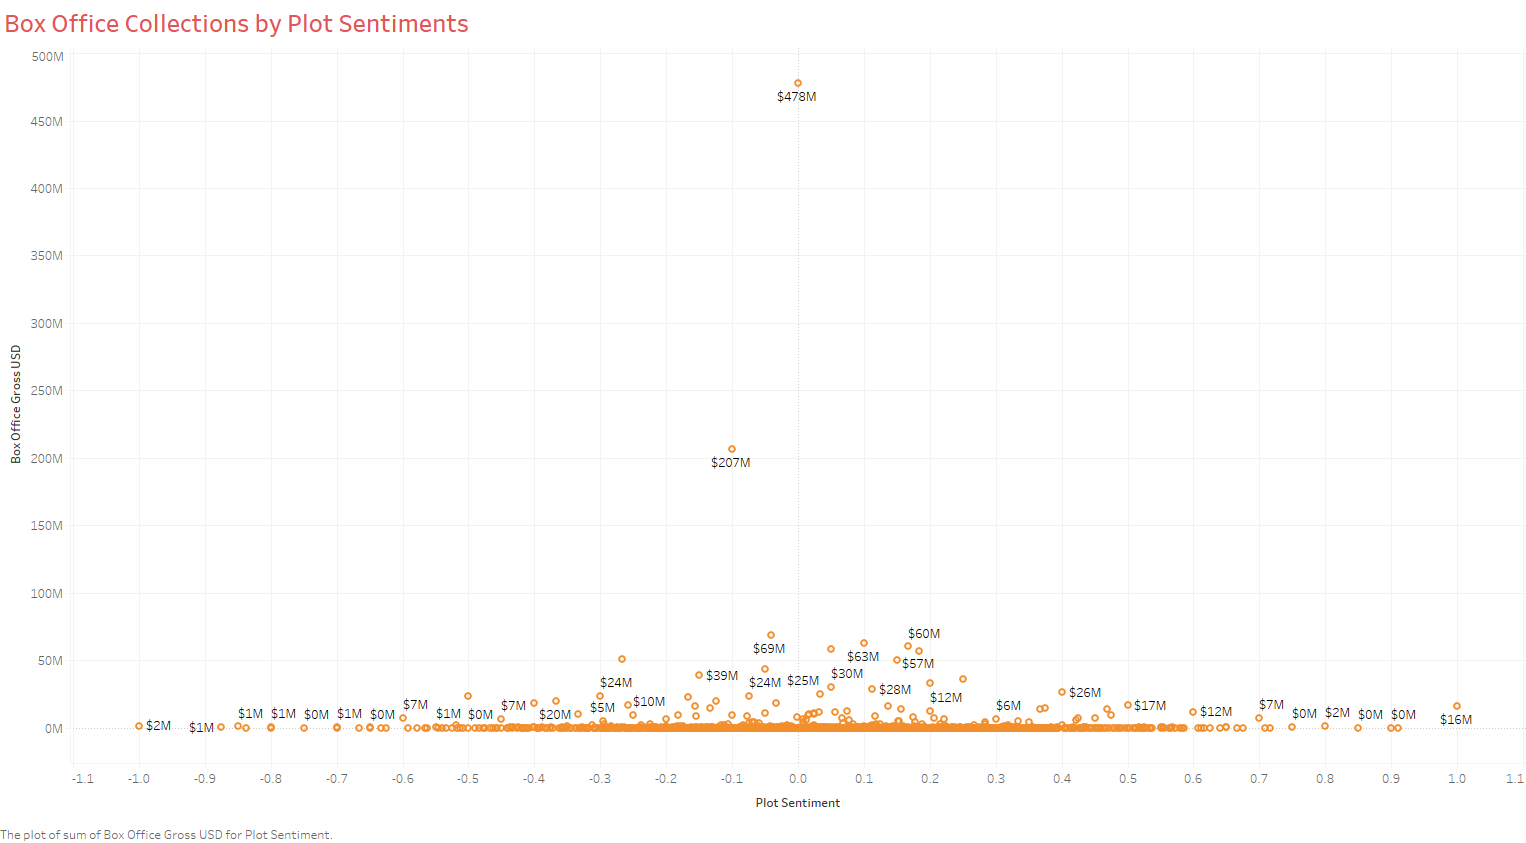 Box Office Collections by Plot Sentiments
500M
$478M
450M
400M
350M
300M
250M
Box Office Gross USD
200M
$207M
150M
100M
$60M
$69M
$63M
$57M
50M
$39M
$30M
$24M
$24M
$25M
$28M
$26M
$10M
$12M
$7M
$7M
$5M
$6M
$17M
$7M
$1M
$1M
$0M
$1M
$0M
$1M
$0M
$20M
$12M
$0M
$2M
$0M
$0M
$16M
0M
$2M
$1M
-1.1
-1.0
-0.9
-0.8
-0.7
-0.6
-0.5
-0.4
-0.3
-0.2
-0.1
0.0
0.1
0.2
0.3
0.4
0.5
0.6
0.7
0.8
0.9
1.0
1.1
Plot Sentiment
The plot of sum of Box Office Gross USD for Plot Sentiment.